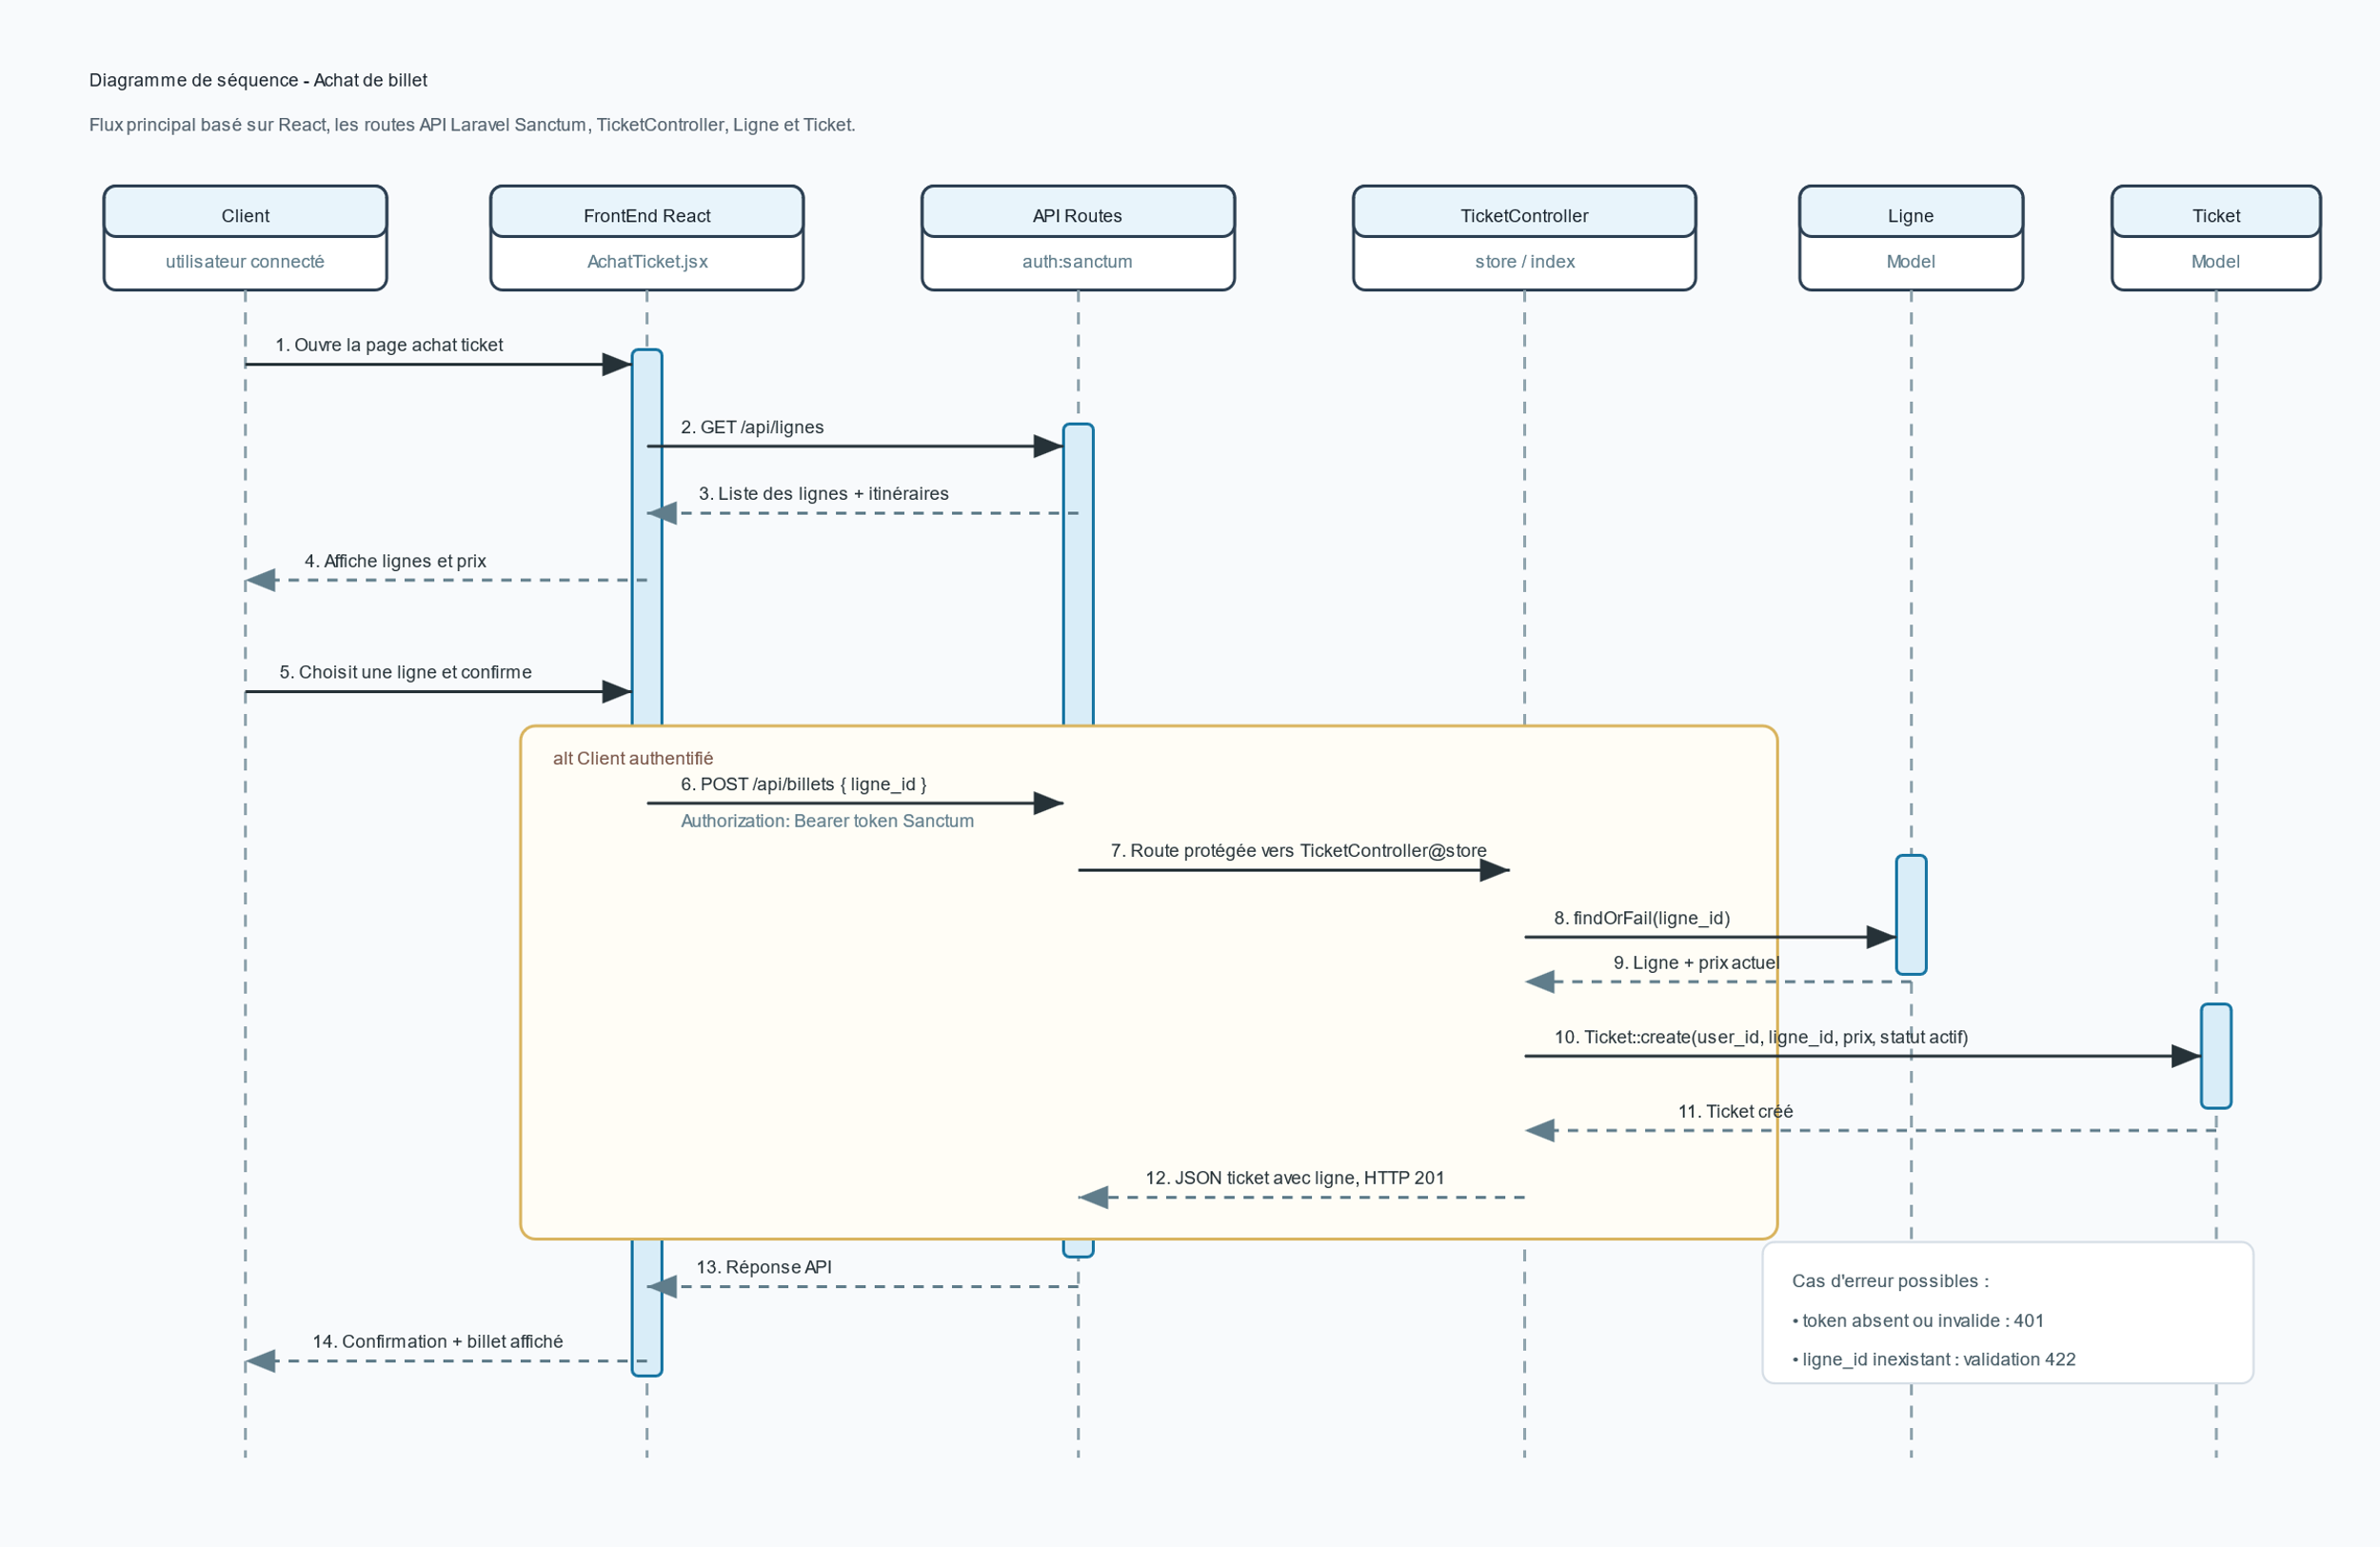 Diagramme de séquence - Achat de billet
Flux principal basé sur React, les routes API Laravel Sanctum, TicketController, Ligne et Ticket.
Client
utilisateur connecté
FrontEnd React
AchatTicket.jsx
API Routes
auth:sanctum
TicketController
store / index
Ligne
Model
Ticket
Model
1. Ouvre la page achat ticket
2. GET /api/lignes
3. Liste des lignes + itinéraires
4. Affiche lignes et prix
5. Choisit une ligne et confirme
alt Client authentifié
6. POST /api/billets { ligne_id }
Authorization: Bearer token Sanctum
7. Route protégée vers TicketController@store
8. findOrFail(ligne_id)
9. Ligne + prix actuel
10. Ticket::create(user_id, ligne_id, prix, statut actif)
11. Ticket créé
12. JSON ticket avec ligne, HTTP 201
13. Réponse API
14. Confirmation + billet affiché
Cas d'erreur possibles :
• token absent ou invalide : 401
• ligne_id inexistant : validation 422